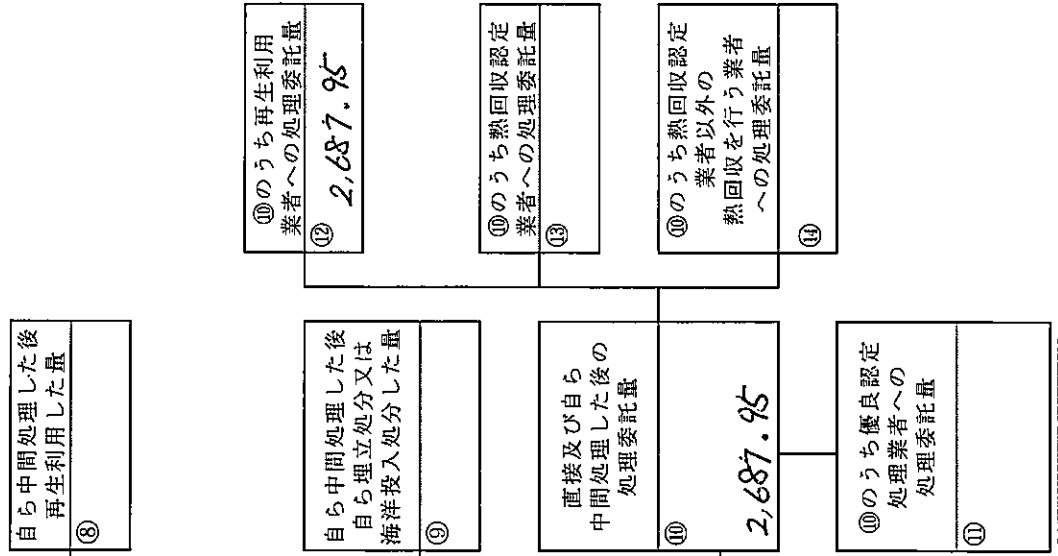 自ら中間処理した後
再生利用した量
⑧
自ら中間処理した後
自ら埋立処分又は
海洋投入処分した量
⑨
直接及び自ら
中間処理した後の
処理委託量
⑩
2,687.95
⑩のうち優良認定
処理業者への
処理委託量
⑪
⑩のうち再生利用
業者への処理委託量
⑫
2,687.95
⑩のうち熱回収認定
業者への処理委託量
⑬
⑩のうち熱回収認定
業者以外の
熱回収を行う業者
への処理委託量
⑭